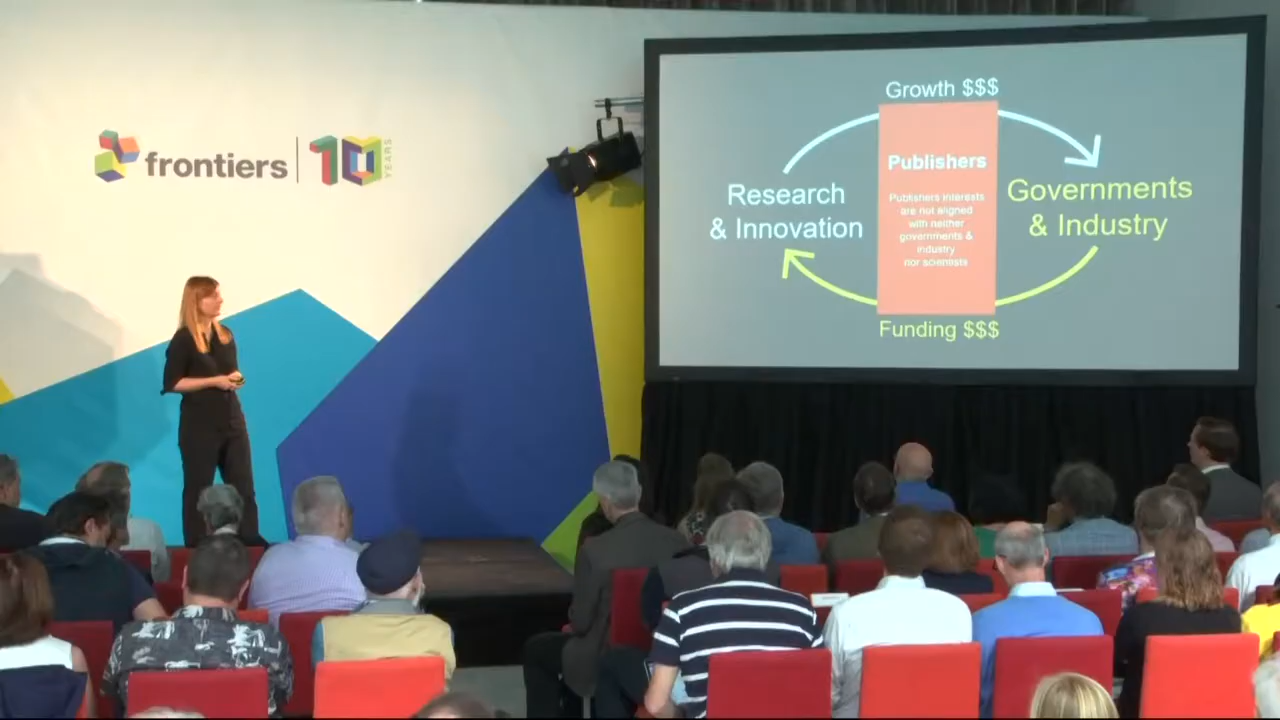 frontiers
10
YEARS
Growth $$$
Publishers
Publishers interests
are not aligned
with neither
governments &
industry
nor scientists
Research
& Innovation
Governments
& Industry
Funding $$$